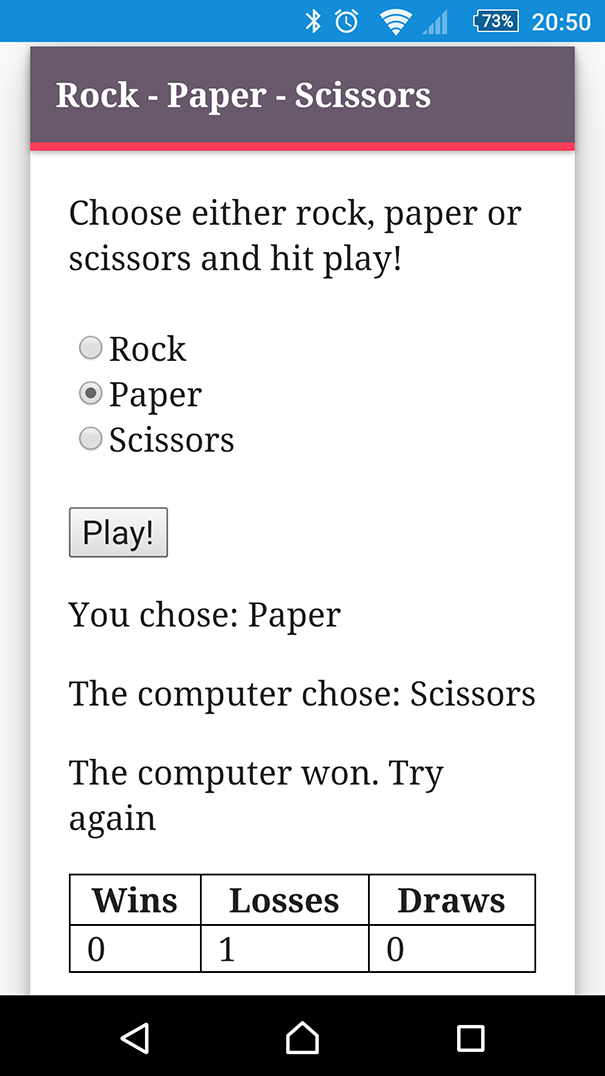 73% 20:50
Rock - Paper - Scissors
Choose either rock, paper or
scissors and hit play!
Rock
Paper
Scissors
Play!
You chose: Paper
The computer chose: Scissors
The computer won. Try
again
Wins Losses Draws
0 1 0